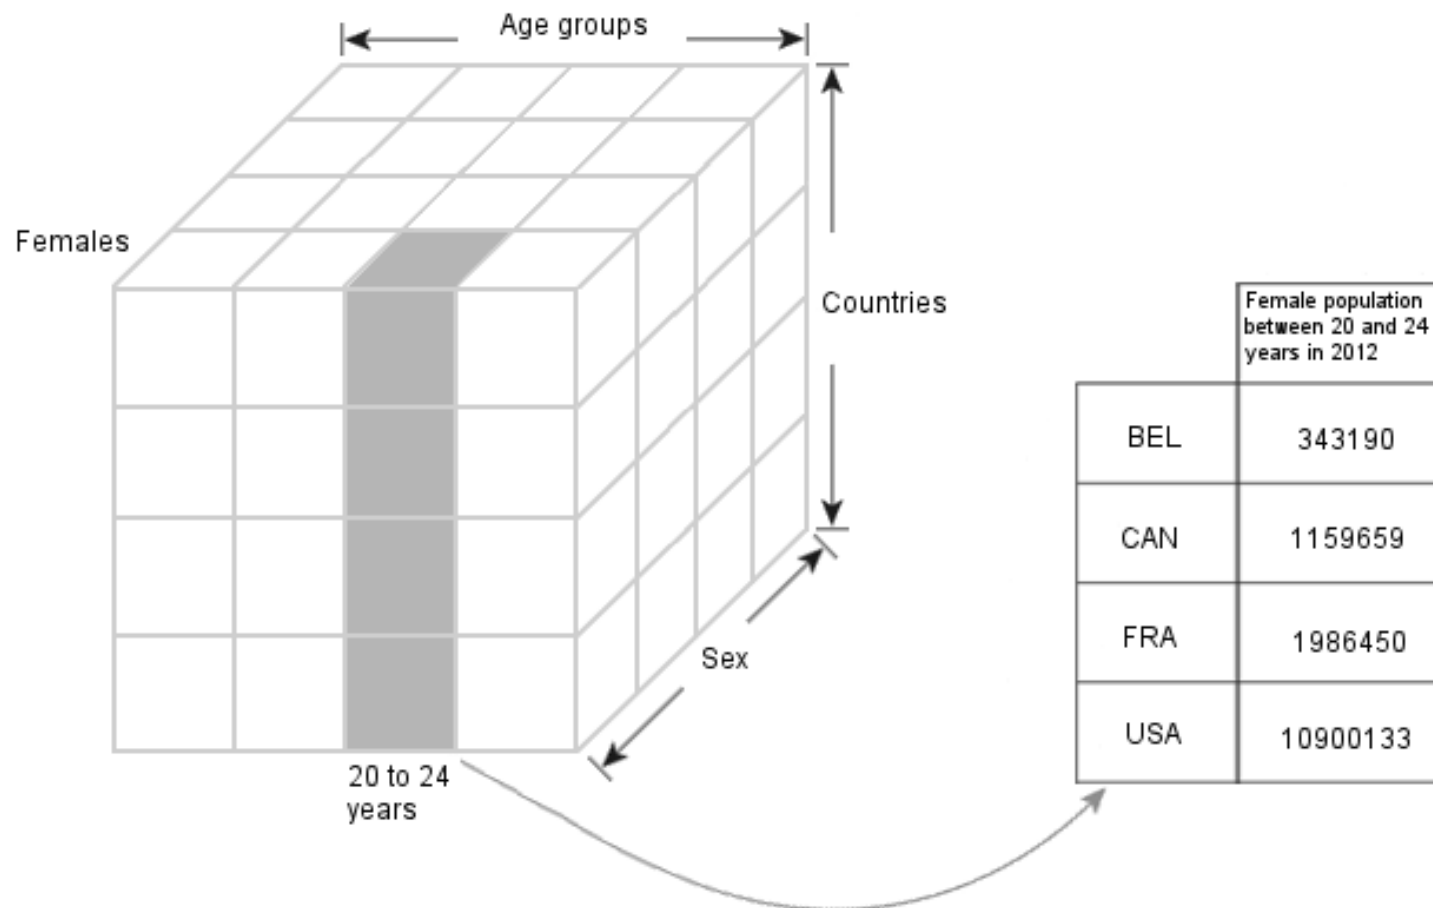 Age groups
Females
Countries
Sex
20 to 24
years
Female population
between 20 and 24
years in 2012
BEL 343190
CAN 1159659
FRA 1986450
USA 10900133